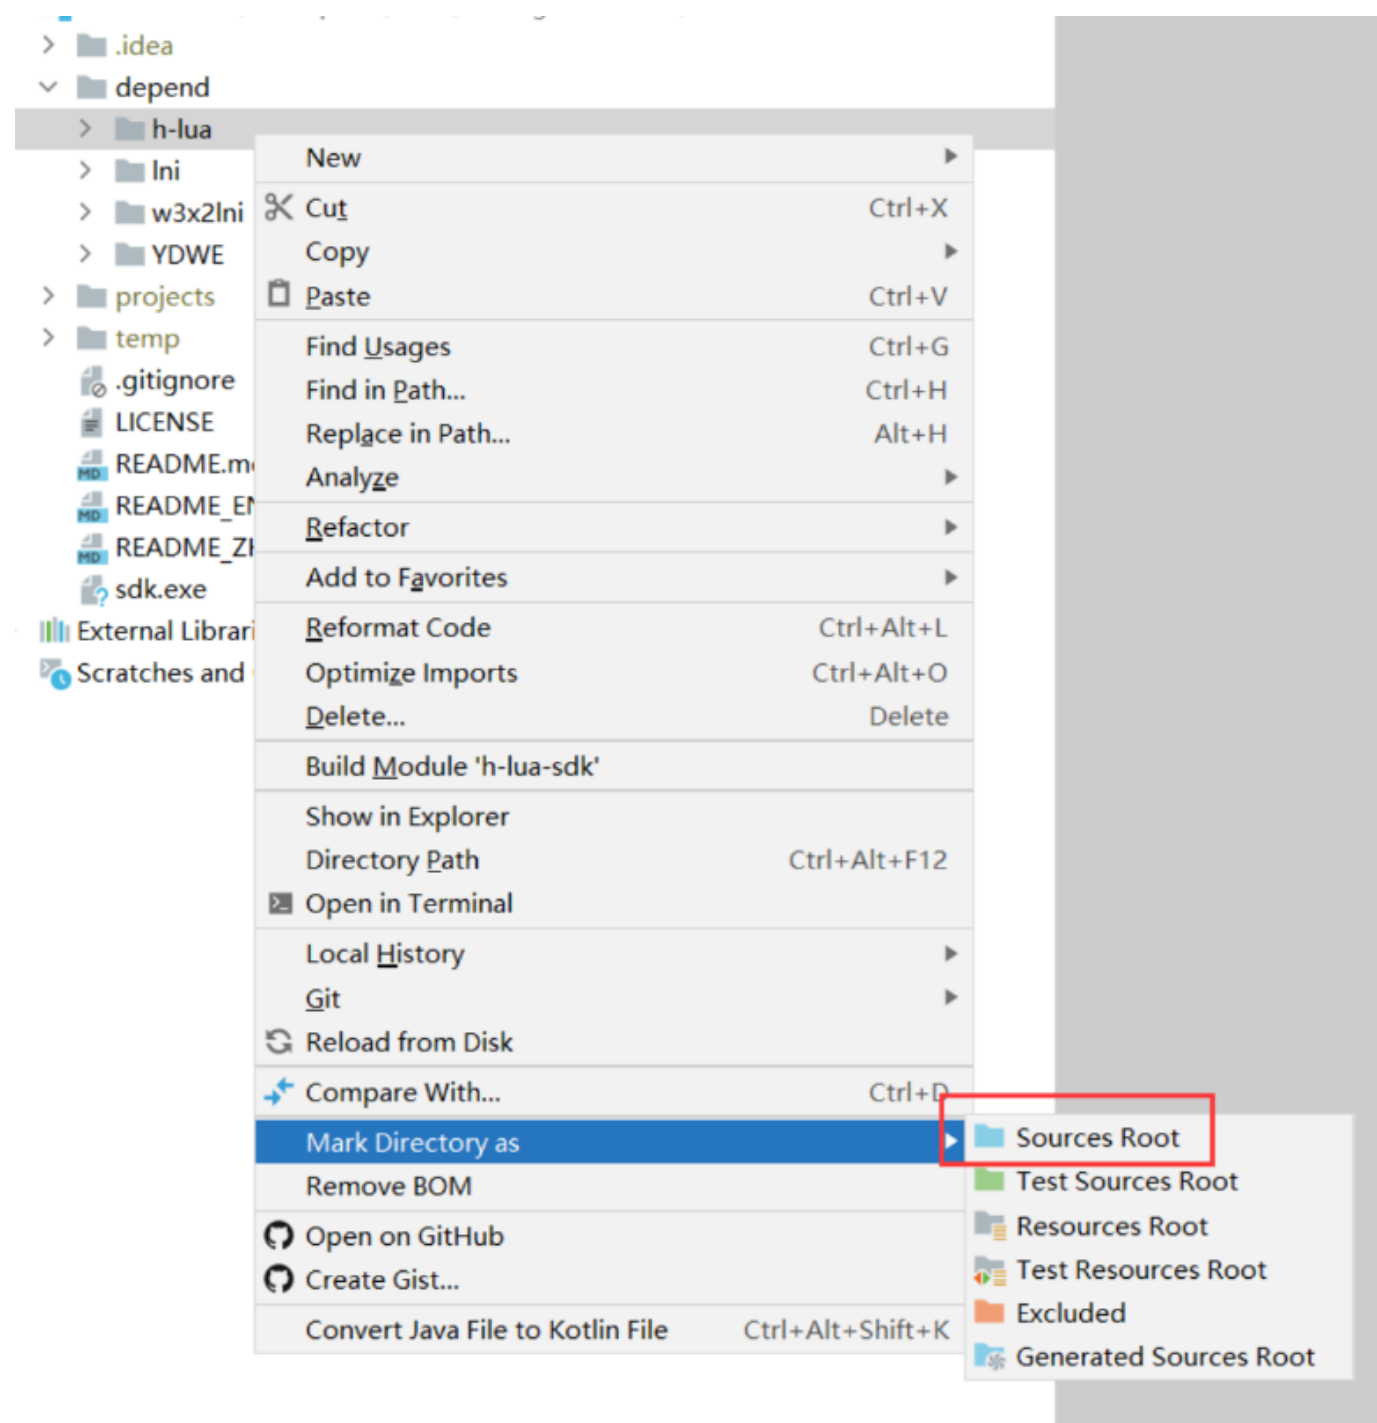 .idea
depend
h-lua
lni
w3x2lni
YDWE
projects
temp
.gitignore
LICENSE
README.m
README_E
README_Z
sdk.exe
External Librari
Scratches and
New
Cut Ctrl+X
Copy
Paste Ctrl+V
Find Usages Ctrl+G
Find in Path... Ctrl+H
Replace in Path... Alt+H
Analyze
Refactor
Add to Favorites
Reformat Code Ctrl+Alt+L
Optimize Imports Ctrl+Alt+O
Delete... Delete
Build Module 'h-lua-sdk'
Show in Explorer
Directory Path Ctrl+Alt+F12
Open in Terminal
Local History
Git
Reload from Disk
Compare With... Ctrl+D
Mark Directory as
Remove BOM
Open on GitHub
Create Gist...
Convert Java File to Kotlin File Ctrl+Alt+Shift+K
Sources Root
Test Sources Root
Resources Root
Test Resources Root
Excluded
Generated Sources Root